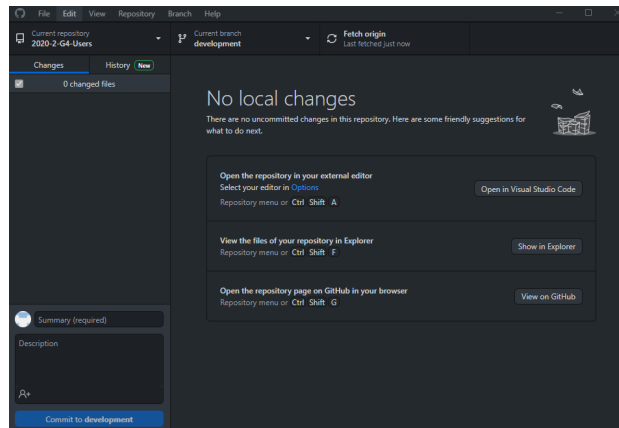 File Edit View Repository Branch Help
Current repository
2020-2-G4-Users
Current branch
development
Fetch origin
Last fetched just now
Changes
History New
0 changed files
No local changes
There are no uncommitted changes in this repository. Here are some friendly suggestions for
what to do next.
Open the repository in your external editor
Select your editor in Options
Repository menu or Ctrl Shift A
Open in Visual Studio Code
View the files of your repository in Explorer
Repository menu or Ctrl Shift F
Show in Explorer
Open the repository page on GitHub in your browser
Repository menu or Ctrl Shift G
View on GitHub
Summary (required)
Description
Commit to development